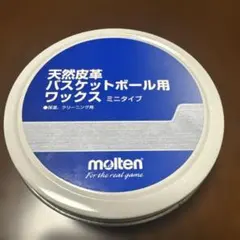 天然皮革
バスケットボール用
ワックス ミニタイプ
●保革、クリーニング用
molten
For the real game